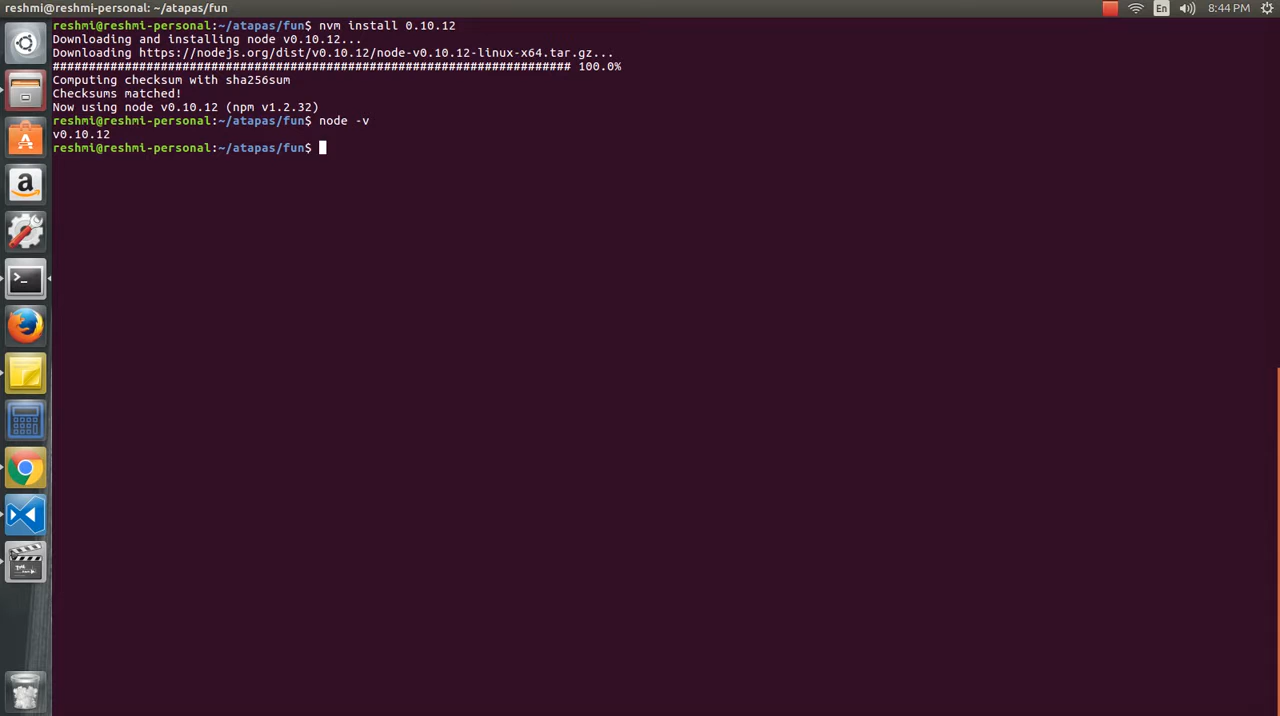 reshmi@reshmi-personal: ~/atapas/fun
En
8:44 PM
reshmi@reshmi-personal:~/atapas/fun$ nvm install 0.10.12
Downloading and installing node v0.10.12...
Downloading https://nodejs.org/dist/v0.10.12/node-v0.10.12-linux-x64.tar.gz...
######################################################################## 100.0%
Computing checksum with sha256sum
Checksums matched!
Now using node v0.10.12 (npm v1.2.32)
reshmi@reshmi-personal:~/atapas/fun$ node -v
v0.10.12
reshmi@reshmi-personal:~/atapas/fun$